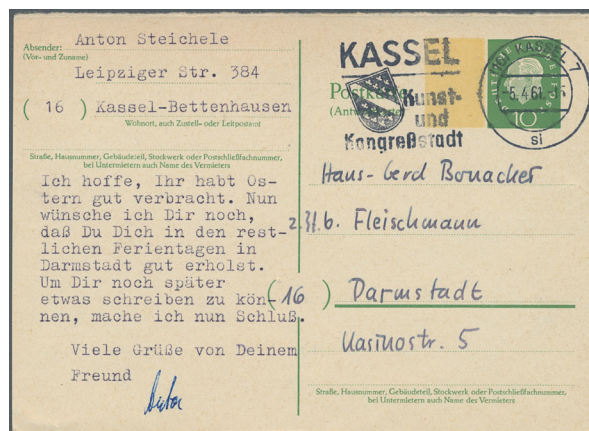 Absender: Anton Steichele
(Vor- und Zuname)
Leipziger Str. 384
( 16 ) Kassel-Bettenhausen
Wohnort, auch Zustell- oder Leitpostamt
Straße, Hausnummer, Gebäudeteil, Stockwerk oder Postschließfachnummer,
bei Untermietern auch Name des Vermieters
Ich hoffe, Ihr habt Os-
tern gut verbracht. Nun
wünsche ich Dir noch,
daß Du Dich in den rest-
lichen Ferientagen in
Darmstadt gut erholst.
Um Dir noch später
etwas schreiben zu kön-
nen, mache ich nun Schluß.
Viele Grüße von Deinem
Freund
KASSEL
Kunst-
und
Kongreßstadt
Postkarte
KASSEL 7
-5.4.61.
si
10
Hans-Gerd Bonacker
z.Zt. b. Fleischmann
(16) Darmstadt
Kasinostr. 5
Straße, Hausnummer, Gebäudeteil, Stockwerk oder Postschließfachnummer,
bei Untermietern auch Name des Vermieters